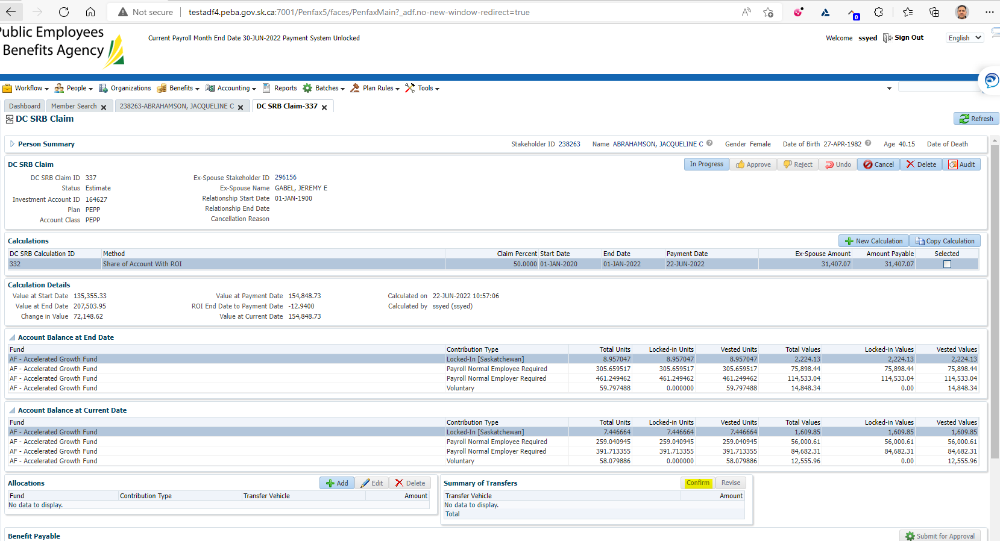 Not secure testadf4.peba.gov.sk.ca:7001/Penfax5/faces/PenfaxMain?_adf.no-new-window-redirect=true A 0
Public Employees
Benefits Agency
Current Payroll Month End Date 30-JUN-2022 Payment System Unlocked
Welcome ssyed Sign Out English
Workflow People Organizations Benefits Accounting Reports Batches Plan Rules Tools
Dashboard Member Search 238263-ABRAHAMSON, JACQUELINE C DC SRB Claim-337
DC SRB Claim Refresh
Person Summary Stakeholder ID 238263 Name ABRAHAMSON, JACQUELINE C Gender Female Date of Birth 27-APR-1982 Age 40.15 Date of Death
DC SRB Claim In Progress Approve Reject Undo Cancel Delete Audit
DC SRB Claim ID 337 Ex-Spouse Stakeholder ID 296156
Status Estimate Ex-Spouse Name GABEL, JEREMY E
Investment Account ID 164627 Relationship Start Date 01-JAN-1900
Plan PEPP Relationship End Date
Account Class PEPP Cancellation Reason
Calculations New Calculation Copy Calculation
DC SRB Calculation ID Method Claim Percent Start Date End Date Payment Date Ex-Spouse Amount Amount Payable Selected
332 Share of Account With ROI 50.0000 01-JAN-2020 01-JAN-2022 22-JUN-2022 31,407.07 31,407.07
Calculation Details
Value at Start Date 135,355.33 Value at Payment Date 154,848.73 Calculated on 22-JUN-2022 10:57:06
Value at End Date 207,503.95 ROI End Date to Payment Date -12.9400 Calculated by ssyed (ssyed)
Change in Value 72,148.62 Value at Current Date 154,848.73
Account Balance at End Date
Fund Contribution Type Total Units Locked-in Units Vested Units Total Values Locked-in Values Vested Values
AF - Accelerated Growth Fund Locked-In [Saskatchewan] 8.957047 8.957047 8.957047 2,224.13 2,224.13 2,224.13
AF - Accelerated Growth Fund Payroll Normal Employee Required 305.659517 305.659517 305.659517 75,898.44 75,898.44 75,898.44
AF - Accelerated Growth Fund Payroll Normal Employer Required 461.249462 461.249462 461.249462 114,533.04 114,533.04 114,533.04
AF - Accelerated Growth Fund Voluntary 59.797488 0.000000 59.797488 14,848.34 0.00 14,848.34
Account Balance at Current Date
Fund Contribution Type Total Units Locked-in Units Vested Units Total Values Locked-in Values Vested Values
AF - Accelerated Growth Fund Locked-In [Saskatchewan] 7.446664 7.446664 7.446664 1,609.85 1,609.85 1,609.85
AF - Accelerated Growth Fund Payroll Normal Employee Required 259.040945 259.040945 259.040945 56,000.61 56,000.61 56,000.61
AF - Accelerated Growth Fund Payroll Normal Employer Required 391.713355 391.713355 391.713355 84,682.31 84,682.31 84,682.31
AF - Accelerated Growth Fund Voluntary 58.079886 0.000000 58.079886 12,555.96 0.00 12,555.96
Allocations Add Edit Delete Summary of Transfers Confirm Revise
Fund Contribution Type Transfer Vehicle Amount Transfer Vehicle Amount
No data to display. No data to display.
Total
Benefit Payable Submit for Approval